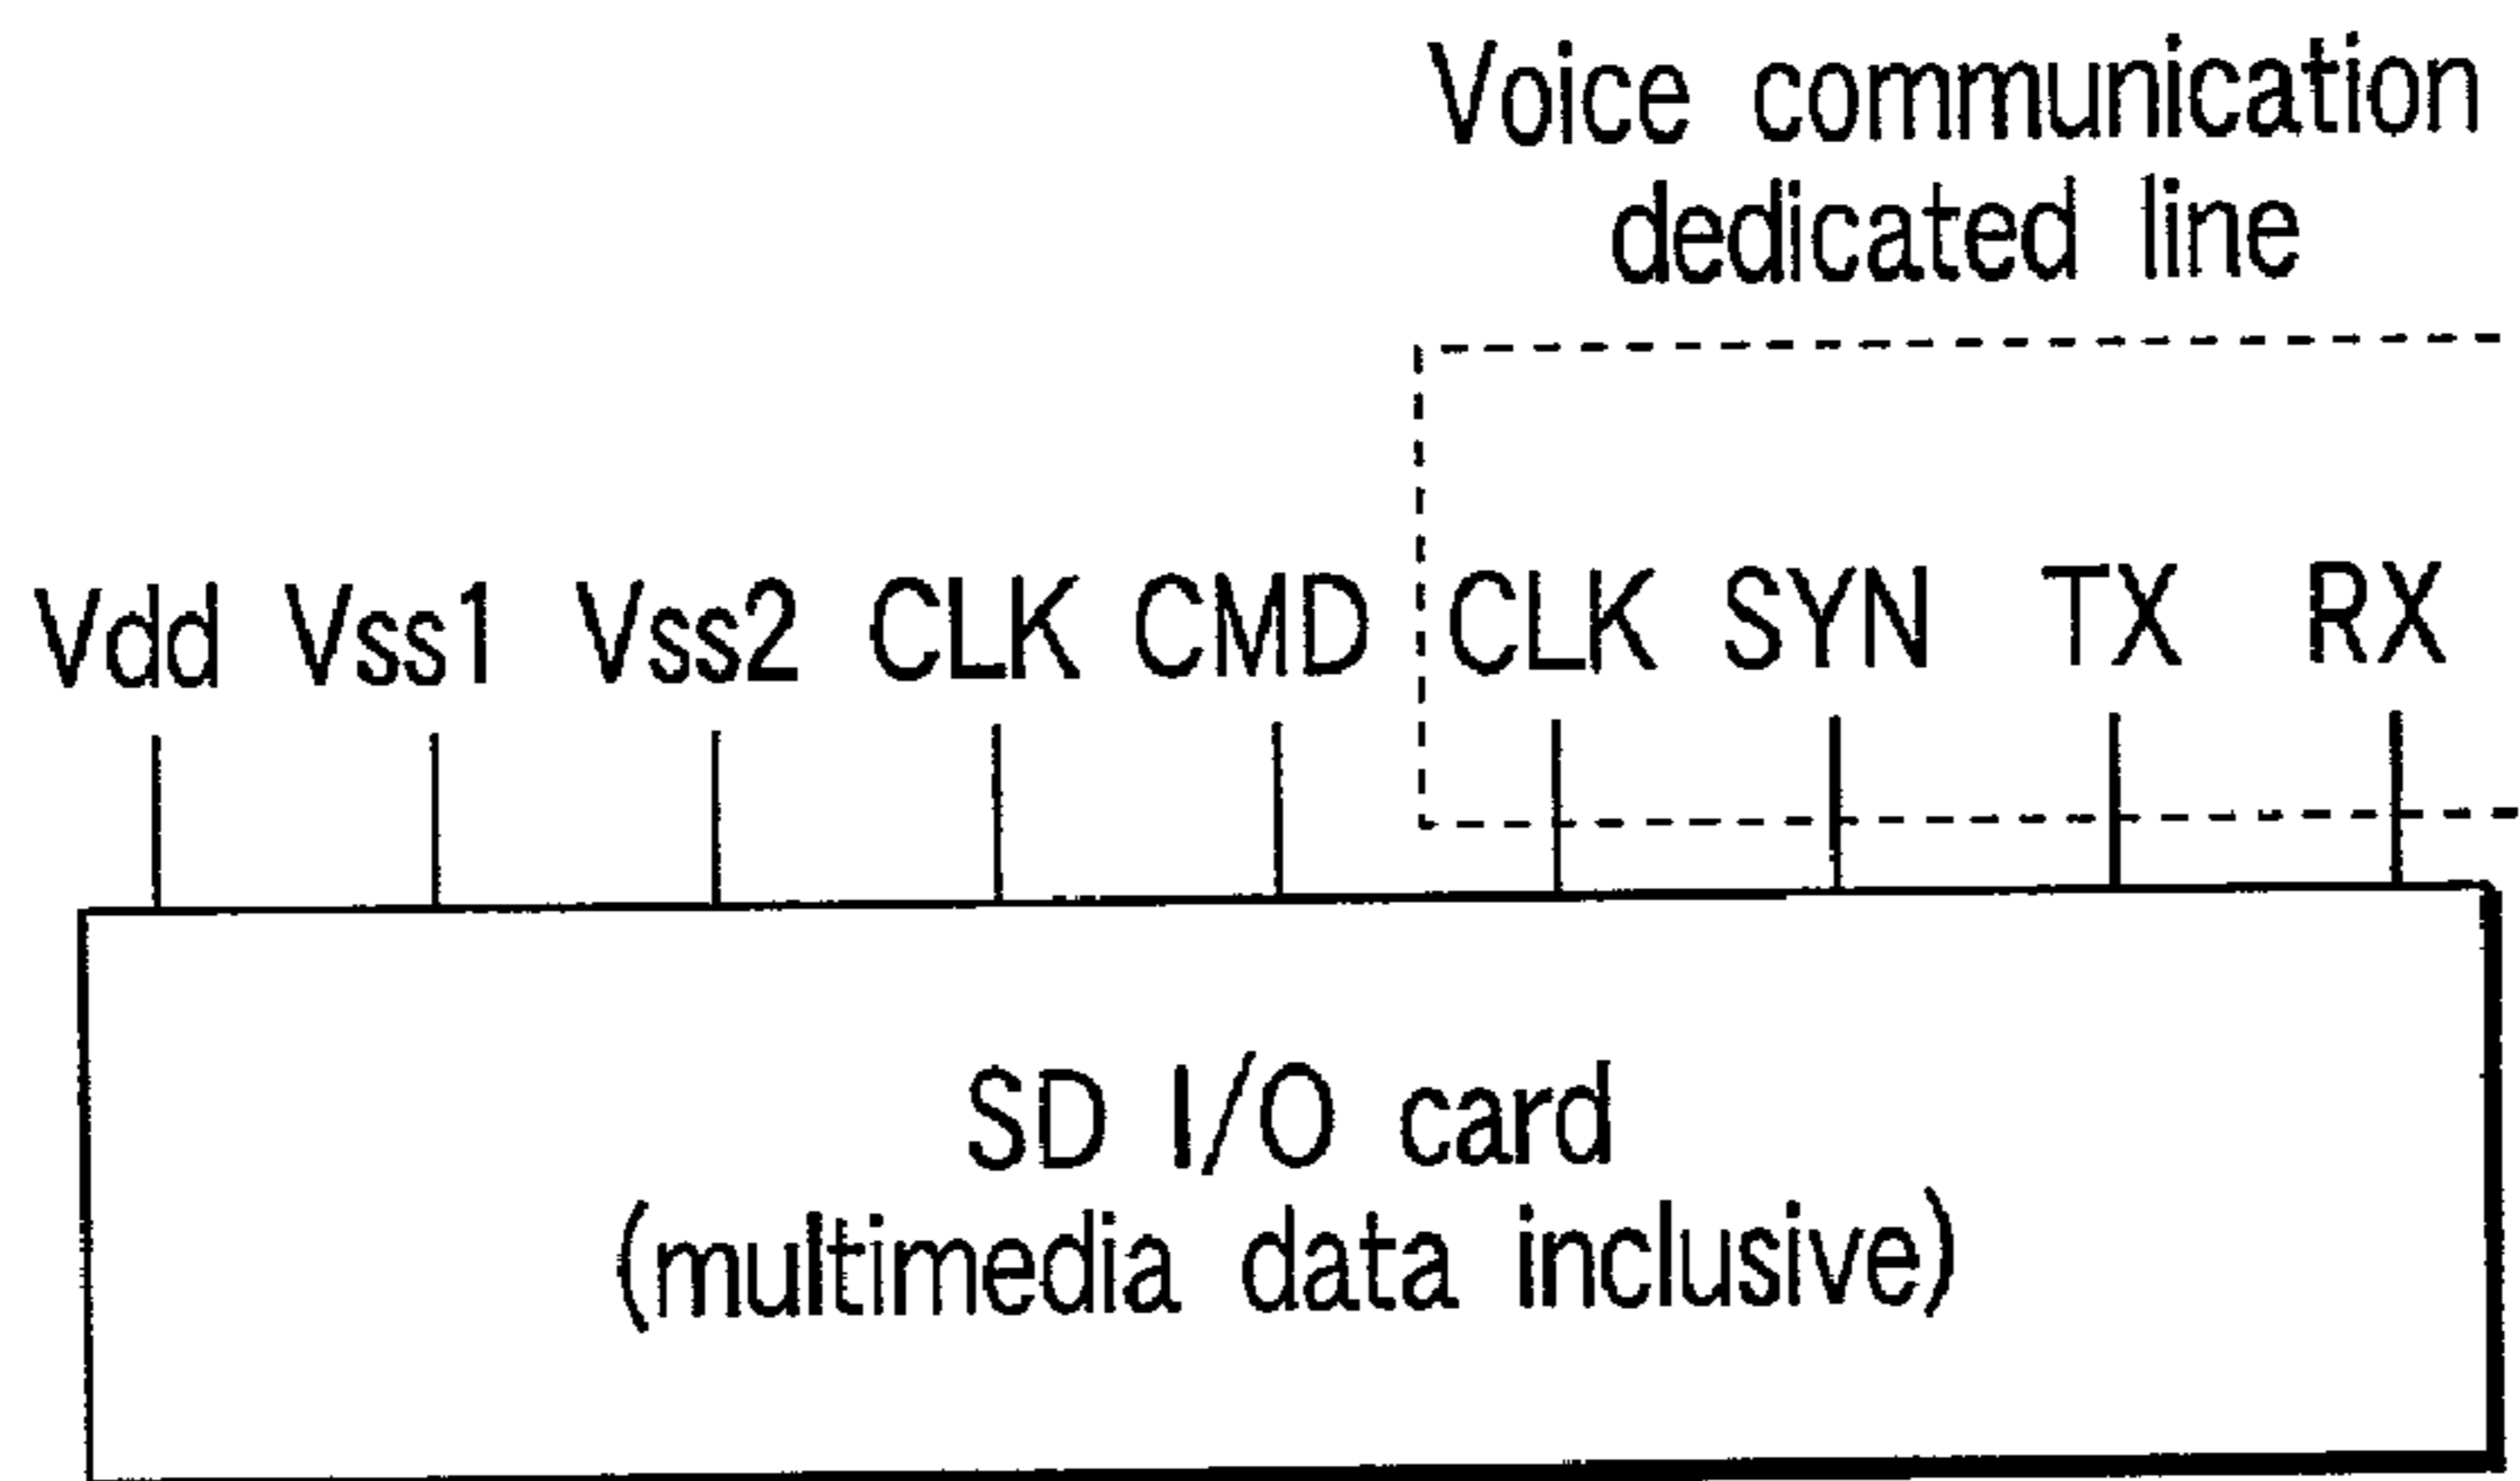 Voice communication
dedicated line
Vdd Vss1 Vss2 CLK CMD CLK SYN TX RX
SD I/O card
(multimedia data inclusive)